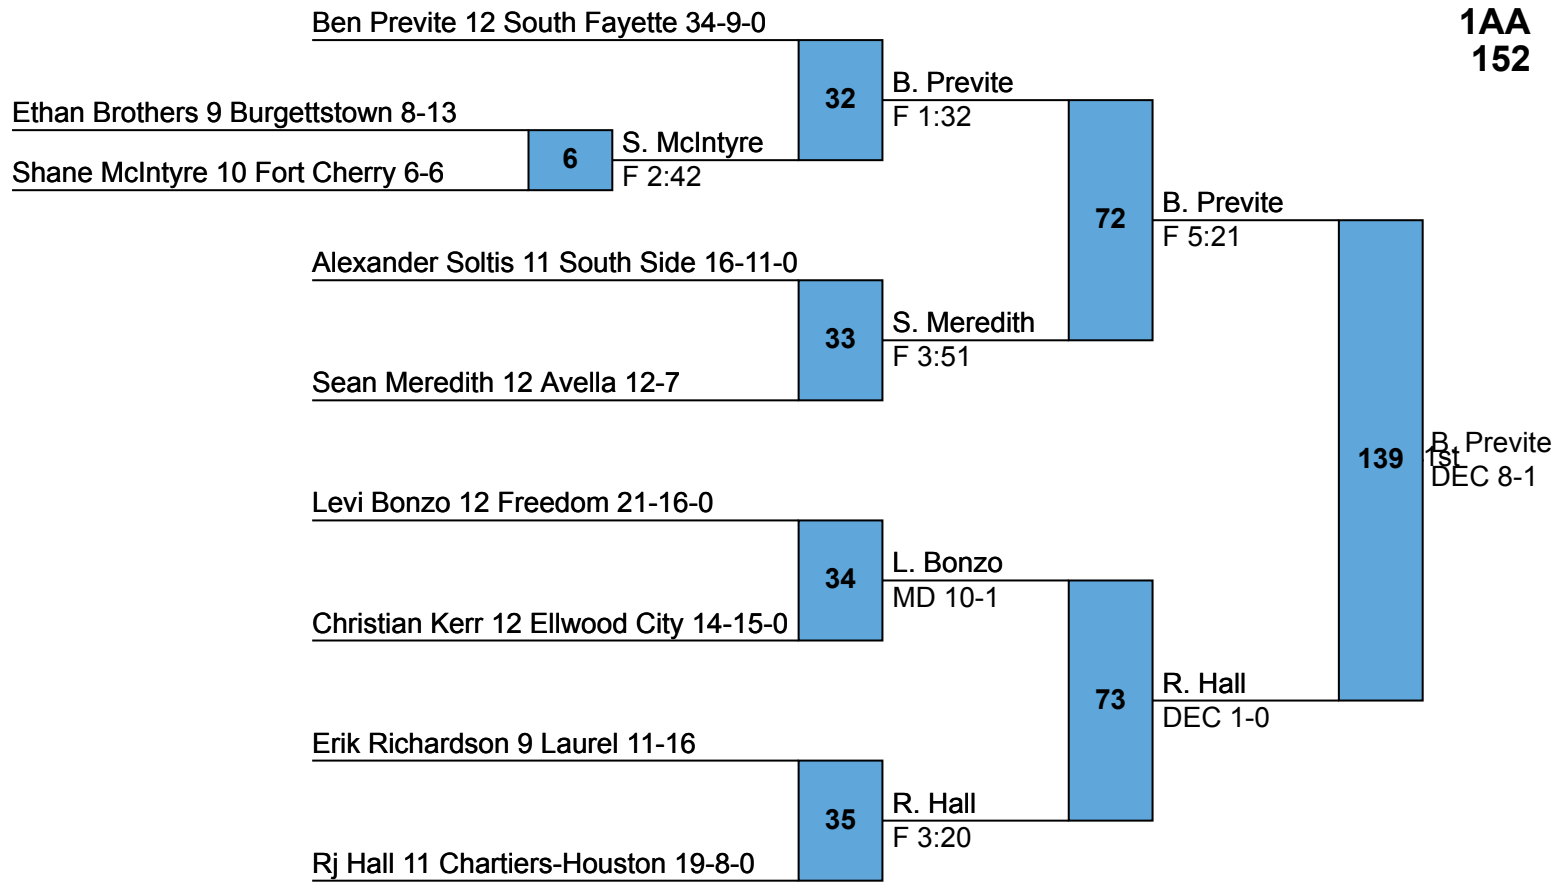 1AA
152
Ben Previte 12 South Fayette 34-9-0
32
B. Previte
F 1:32
Ethan Brothers 9 Burgettstown 8-13
6
S. McIntyre
F 2:42
Shane McIntyre 10 Fort Cherry 6-6
72
B. Previte
F 5:21
Alexander Soltis 11 South Side 16-11-0
33
S. Meredith
F 3:51
Sean Meredith 12 Avella 12-7
139
B. Previte
1st
DEC 8-1
Levi Bonzo 12 Freedom 21-16-0
34
L. Bonzo
MD 10-1
Christian Kerr 12 Ellwood City 14-15-0
73
R. Hall
DEC 1-0
Erik Richardson 9 Laurel 11-16
35
R. Hall
F 3:20
Rj Hall 11 Chartiers-Houston 19-8-0